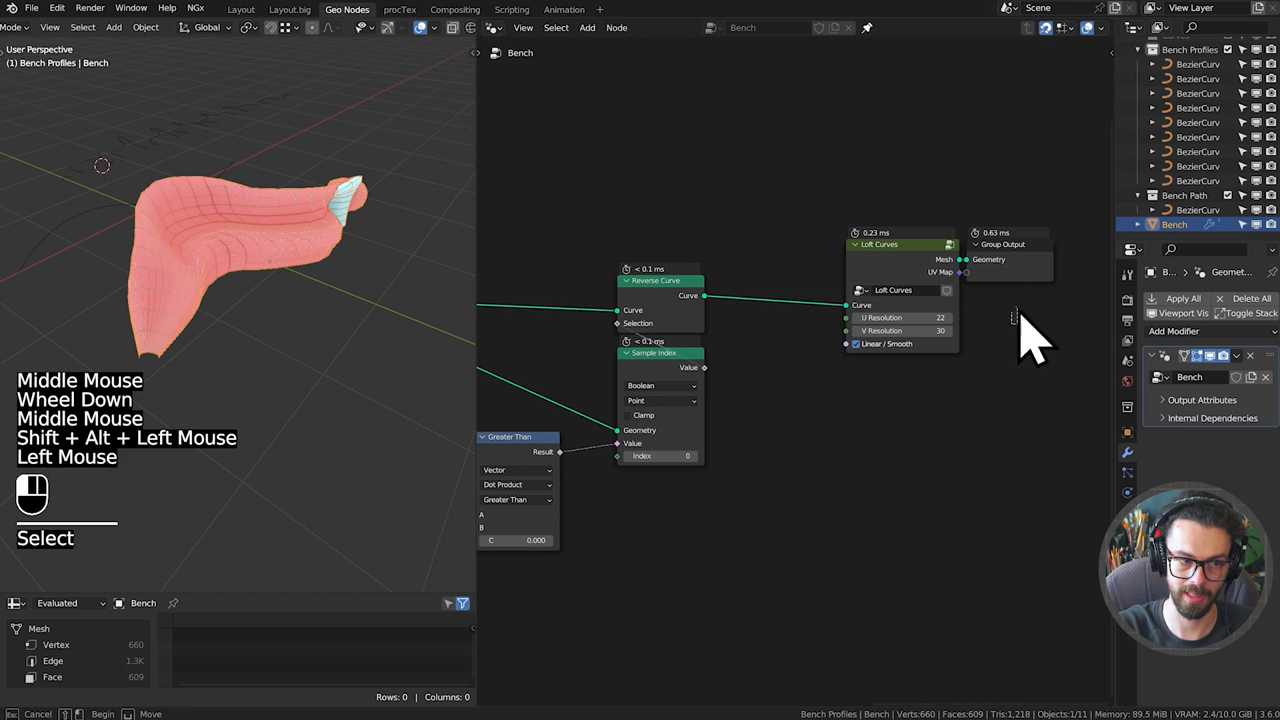 File Edit Render Window Help NGx Layout Layout.big Geo Nodes procTex Compositing Scripting Animation + Scene View Layer
Mode View Select Add Object Global View Select Add Node Bench
User Perspective
(1) Bench Profiles | Bench
Bench
Bench Profiles
BezierCurv
BezierCurv
BezierCurv
BezierCurv
BezierCurv
BezierCurv
BezierCurv
BezierCurv
BezierCurv
Bench Path
BezierCurv
Bench
B... Geomet...
Apply All Delete All
Viewport Vis Toggle Stack
Add Modifier
Bench
Output Attributes
Internal Dependencies
0.23 ms
Loft Curves
Mesh
UV Map
Loft Curves
Curve
U Resolution 22
V Resolution 30
Linear / Smooth
0.63 ms
Group Output
Geometry
< 0.1 ms
Reverse Curve
Curve
Curve
Selection
< 0.1 ms
Sample Index
Value
Boolean
Point
Clamp
Geometry
Value
Index 0
Greater Than
Result
Vector
Dot Product
Greater Than
A
B
C 0.000
Middle Mouse
Wheel Down
Middle Mouse
Shift + Alt + Left Mouse
Left Mouse
Select
Evaluated Bench
Mesh
Vertex 660
Edge 1.3K
Face 609
Rows: 0 | Columns: 0
Cancel Begin Move Bench Profiles | Bench | Verts:660 | Faces:609 | Tris:1,218 | Objects:1/11 | Memory: 89.5 MiB | VRAM: 2.4/10.0 GiB | 3.6.0